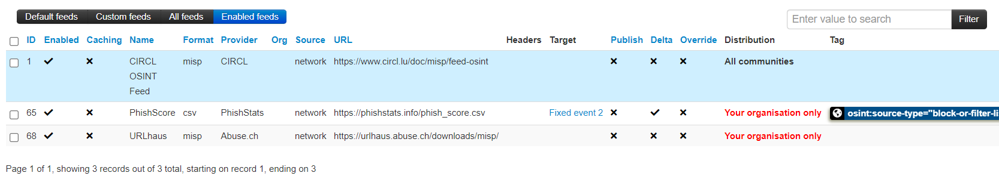 Default feeds Custom feeds All feeds Enabled feeds Enter value to search Filter
ID Enabled Caching Name Format Provider Org Source URL Headers Target Publish Delta Override Distribution Tag
1 CIRCL misp CIRCL network https://www.circl.lu/doc/misp/feed-osint All communities
OSINT
Feed
65 PhishScore csv PhishStats network https://phishstats.info/phish_score.csv Fixed event 2 Your organisation only osint:source-type="block-or-filter-li
68 URLhaus misp Abuse.ch network https://urlhaus.abuse.ch/downloads/misp/ Your organisation only
Page 1 of 1, showing 3 records out of 3 total, starting on record 1, ending on 3